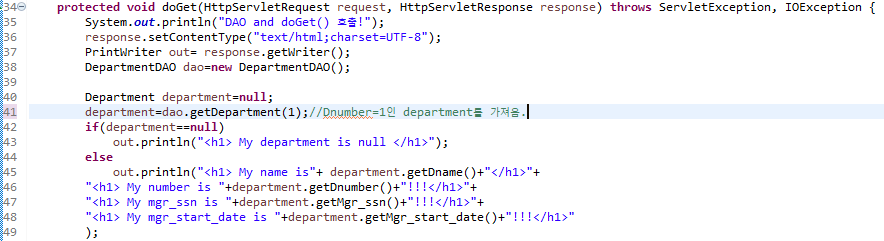 34 protected void doGet(HttpServletRequest request, HttpServletResponse response) throws ServletException, IOException {
35 System.out.println("DAO and doGet() 호출!");
36 response.setContentType("text/html;charset=UTF-8");
37 PrintWriter out= response.getWriter();
38 DepartmentDAO dao=new DepartmentDAO();
39
40 Department department=null;
41 department=dao.getDepartment(1);//Dnumber=1인 department를 가져옴.
42 if(department==null)
43 out.println("<h1> My department is null </h1>");
44 else
45 out.println("<h1> My name is"+ department.getDname()+"</h1>"+
46 "<h1> My number is "+department.getDnumber()+"!!!</h1>"+
47 "<h1> My mgr_ssn is "+department.getMgr_ssn()+"!!!</h1>"+
48 "<h1> My mgr_start_date is "+department.getMgr_start_date()+"!!!</h1>"
49 );